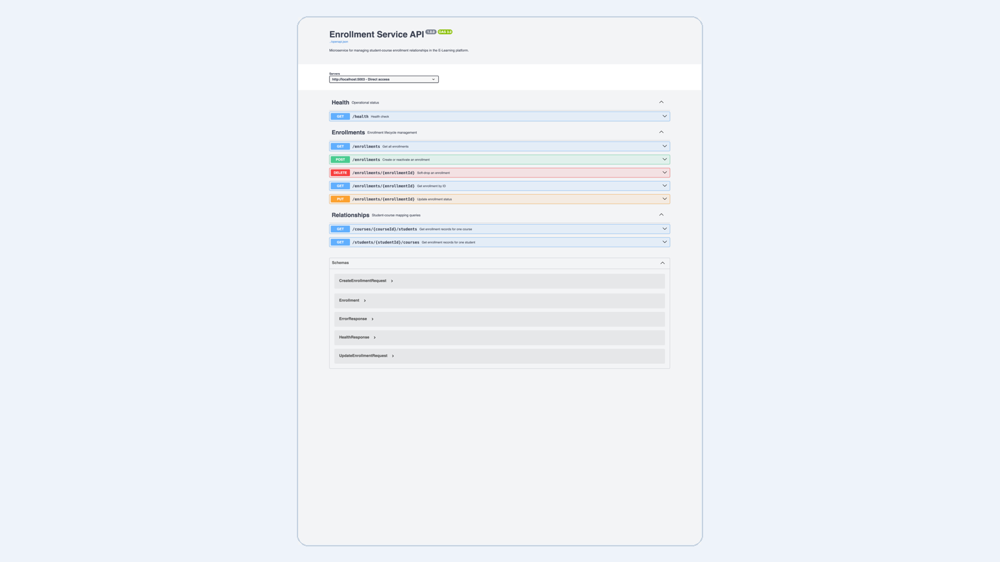 Enrollment Service API 1.0.0 OAS 3.0
./openapi.json
Microservice for managing student-course enrollment relationships in the E-Learning platform.
Servers
http://localhost:5003 - Direct access
Health Operational status
GET /health Health check
Enrollments Enrollment lifecycle management
GET /enrollments Get all enrollments
POST /enrollments Create or reactivate an enrollment
DELETE /enrollments/{enrollmentId} Soft-drop an enrollment
GET /enrollments/{enrollmentId} Get enrollment by ID
PUT /enrollments/{enrollmentId} Update enrollment status
Relationships Student-course mapping queries
GET /courses/{courseId}/students Get enrollment records for one course
GET /students/{studentId}/courses Get enrollment records for one student
Schemas
CreateEnrollmentRequest
Enrollment
ErrorResponse
HealthResponse
UpdateEnrollmentRequest